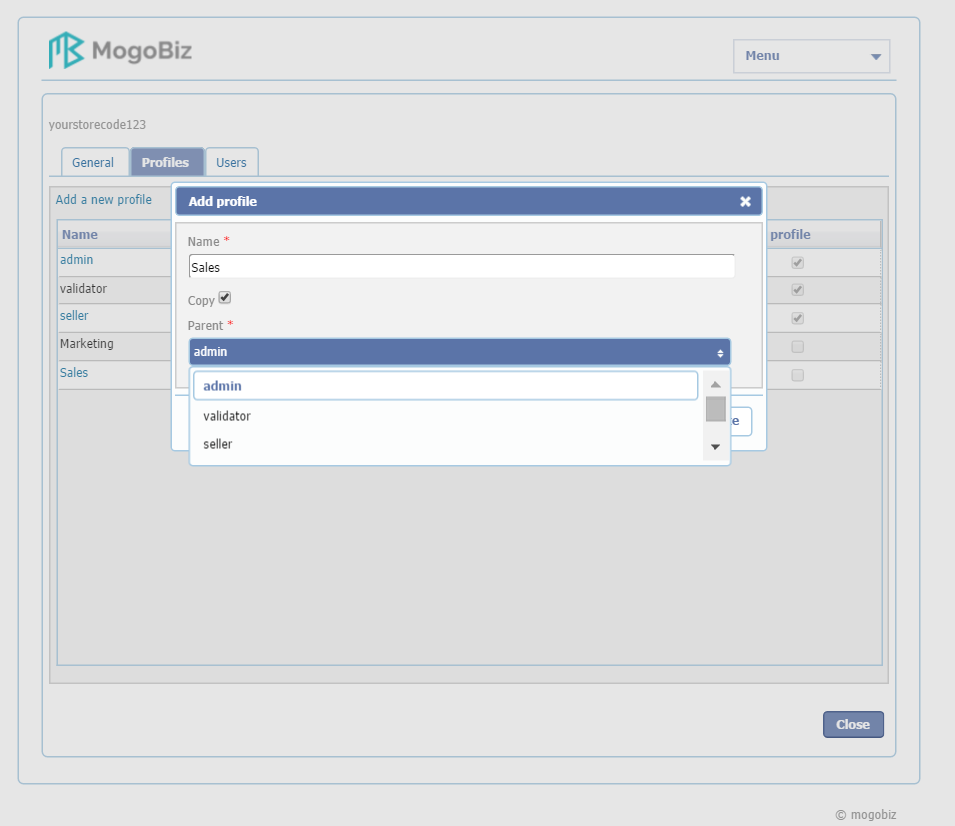 MogoBiz
Menu
yourstorecode123
General
Profiles
Users
Add a new profile
Add profile
Name
profile
Name *
Sales
Copy
Parent *
admin
admin
validator
seller
admin
validator
seller
Marketing
Sales
Close
© mogobiz